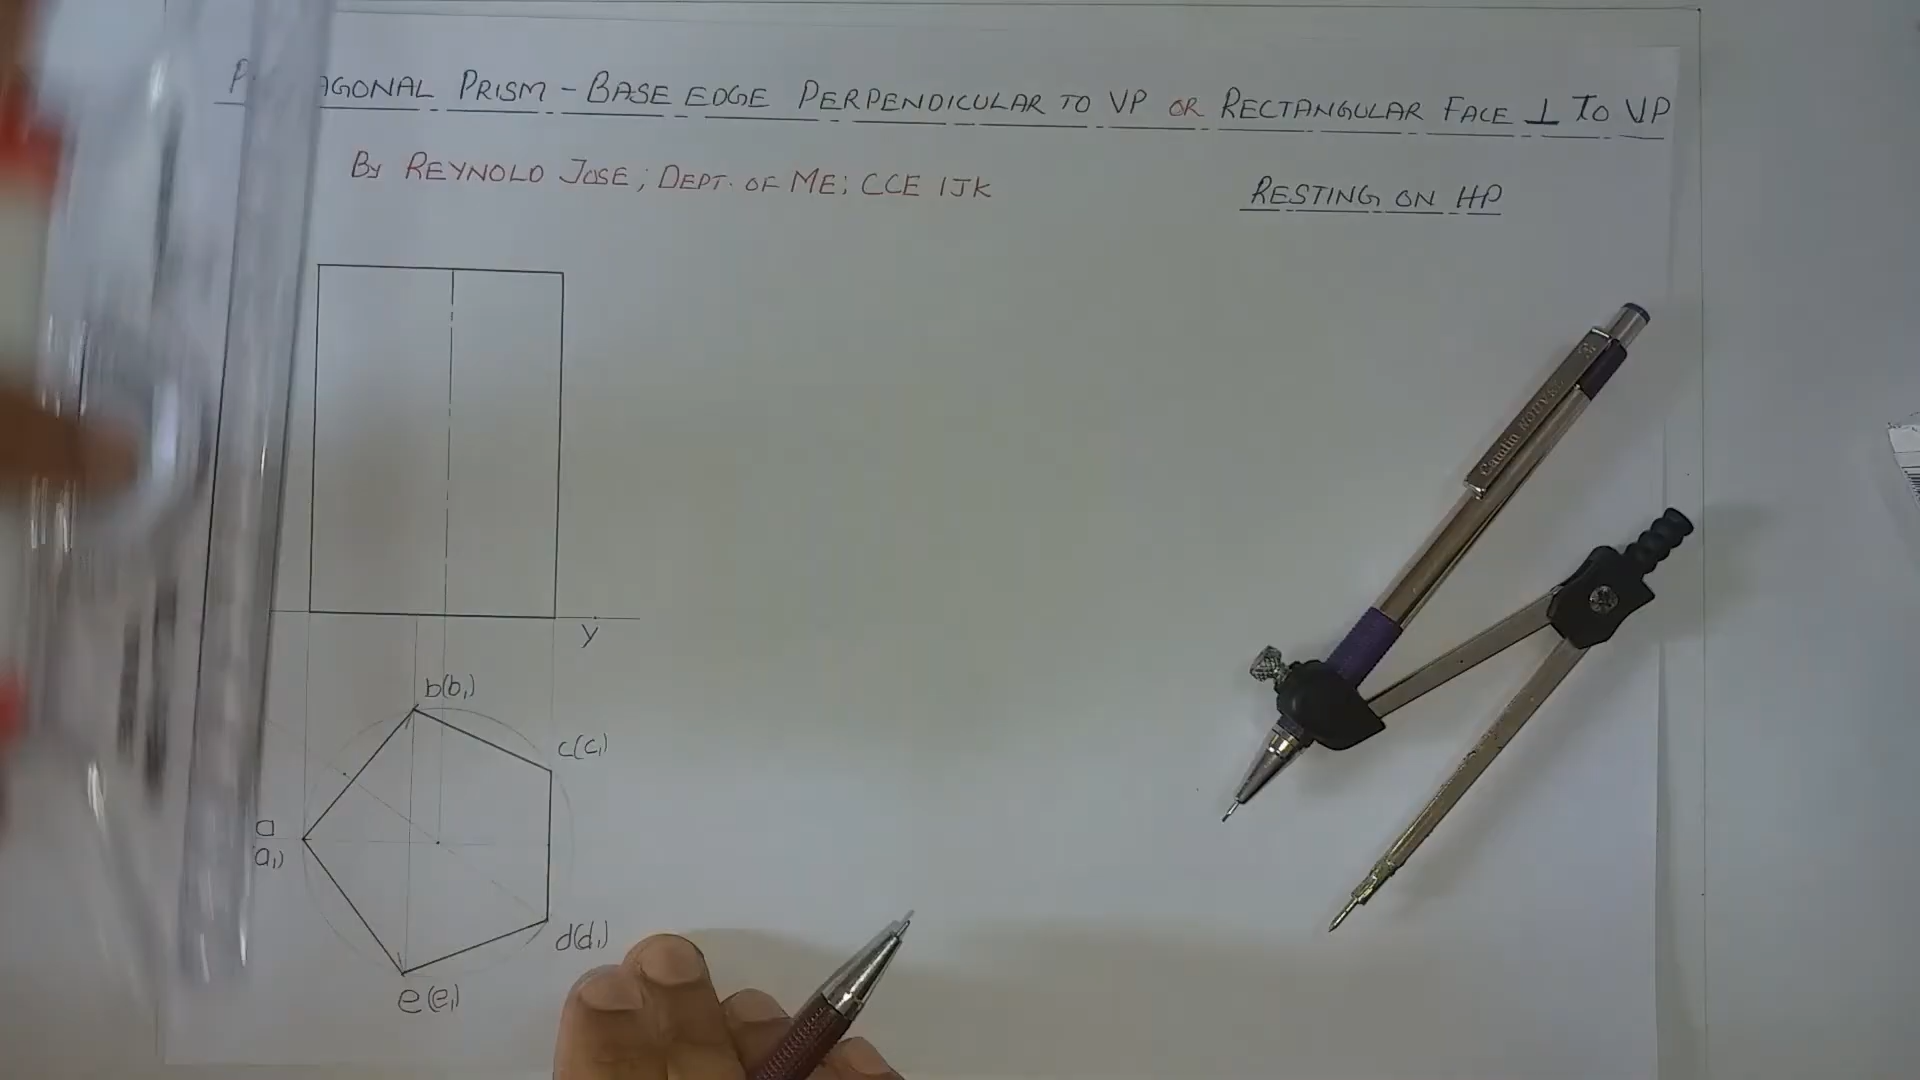 AGONAL PRISM - BASE EDGE PERPENDICULAR TO VP OR RECTANGULAR FACE ⊥ TO VP
By REYNOLD JOSE; DEPT. OF ME; CCE IJK
RESTING ON HP
Camlin
y
b(b₁)
c(c₁)
a
(a₁)
d(d₁)
e(e₁)